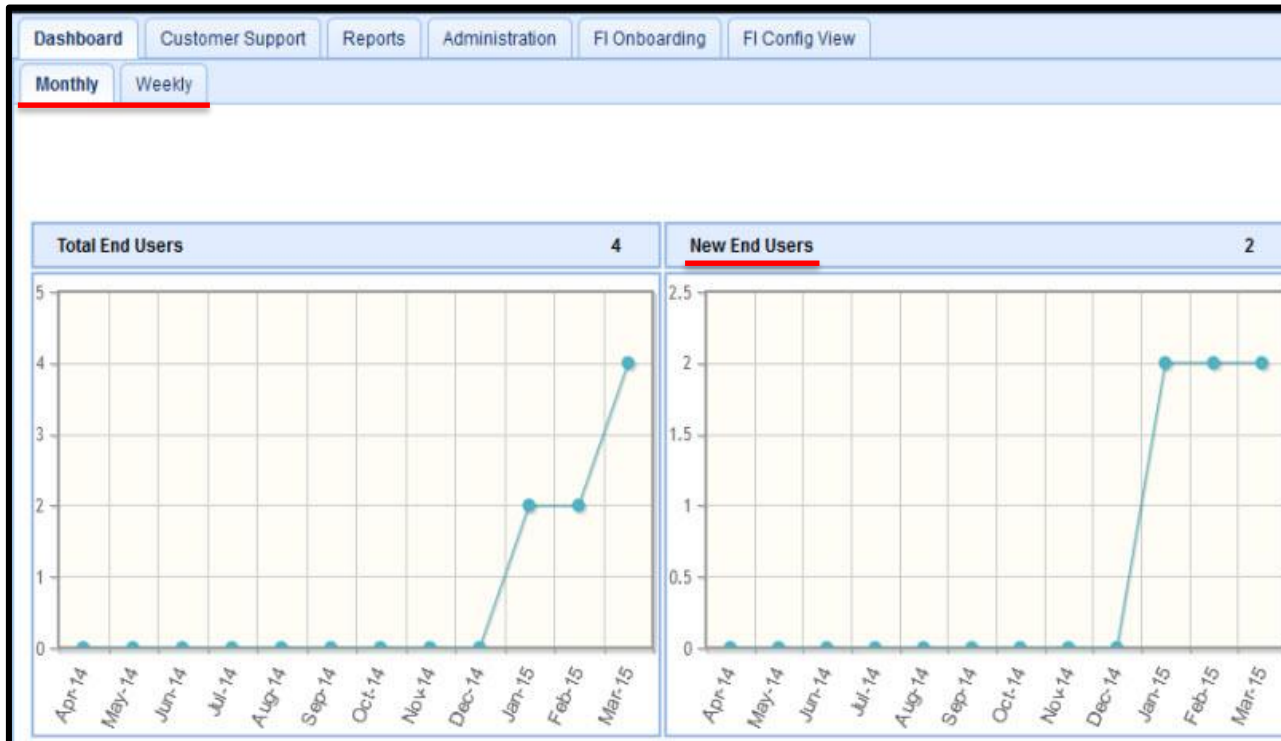 Dashboard Customer Support Reports Administration FI Onboarding FI Config View
Monthly Weekly
Total End Users 4
New End Users 2
5
4
3
2
1
0
Apr-14 May-14 Jun-14 Jul-14 Aug-14 Sep-14 Oct-14 Nov-14 Dec-14 Jan-15 Feb-15 Mar-15
2.5
2
1.5
1
0.5
0
Apr-14 May-14 Jun-14 Jul-14 Aug-14 Sep-14 Oct-14 Nov-14 Dec-14 Jan-15 Feb-15 Mar-15